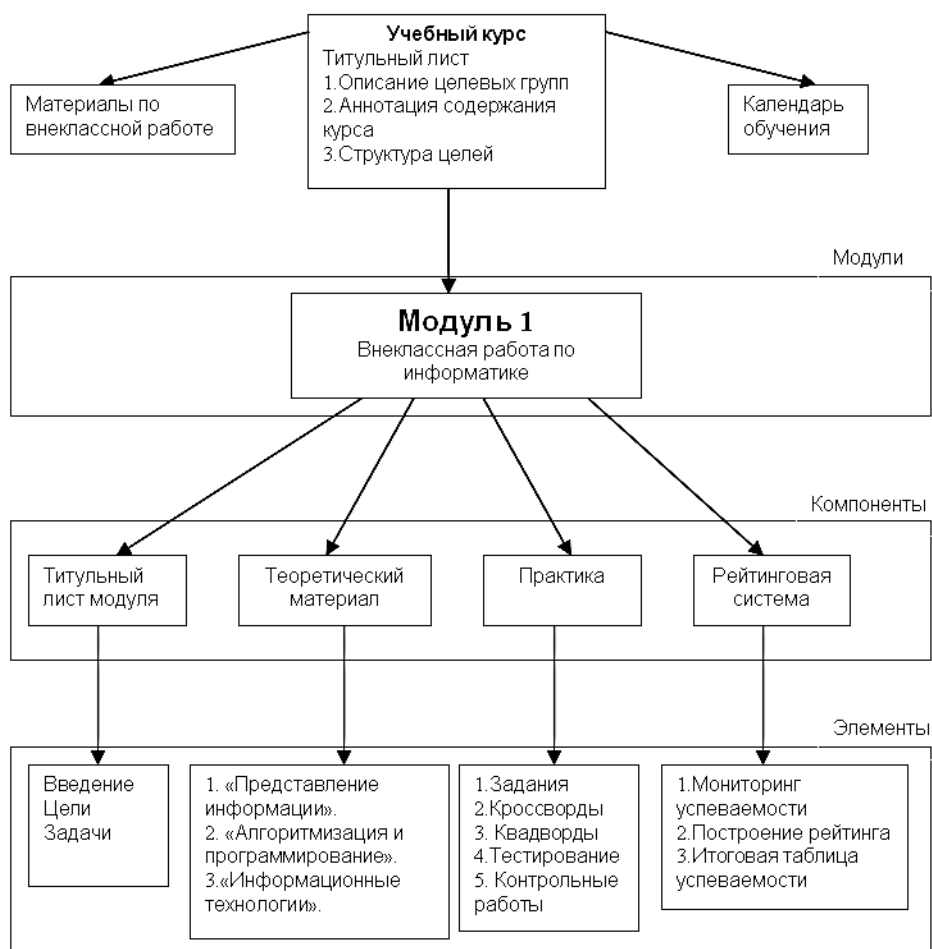 Учебный курс
Титульный лист
1.Описание целевых групп
2.Аннотация содержания
курса
3.Структура целей
Материалы по
внеклассной работе
Календарь
обучения
Модули
Модуль 1
Внеклассная работа по
информатике
Компоненты
Титульный
лист модуля
Теоретический
материал
Практика
Рейтинговая
система
Элементы
Введение
Цели
Задачи
1. «Представление
информации».
2. «Алгоритмизация и
программирование».
3.«Информационные
технологии».
1.Задания
2.Кроссворды
3. Квадворды
4.Тестирование
5. Контрольные
работы
1.Мониторинг
успеваемости
2.Построение рейтинга
3.Итоговая таблица
успеваемости